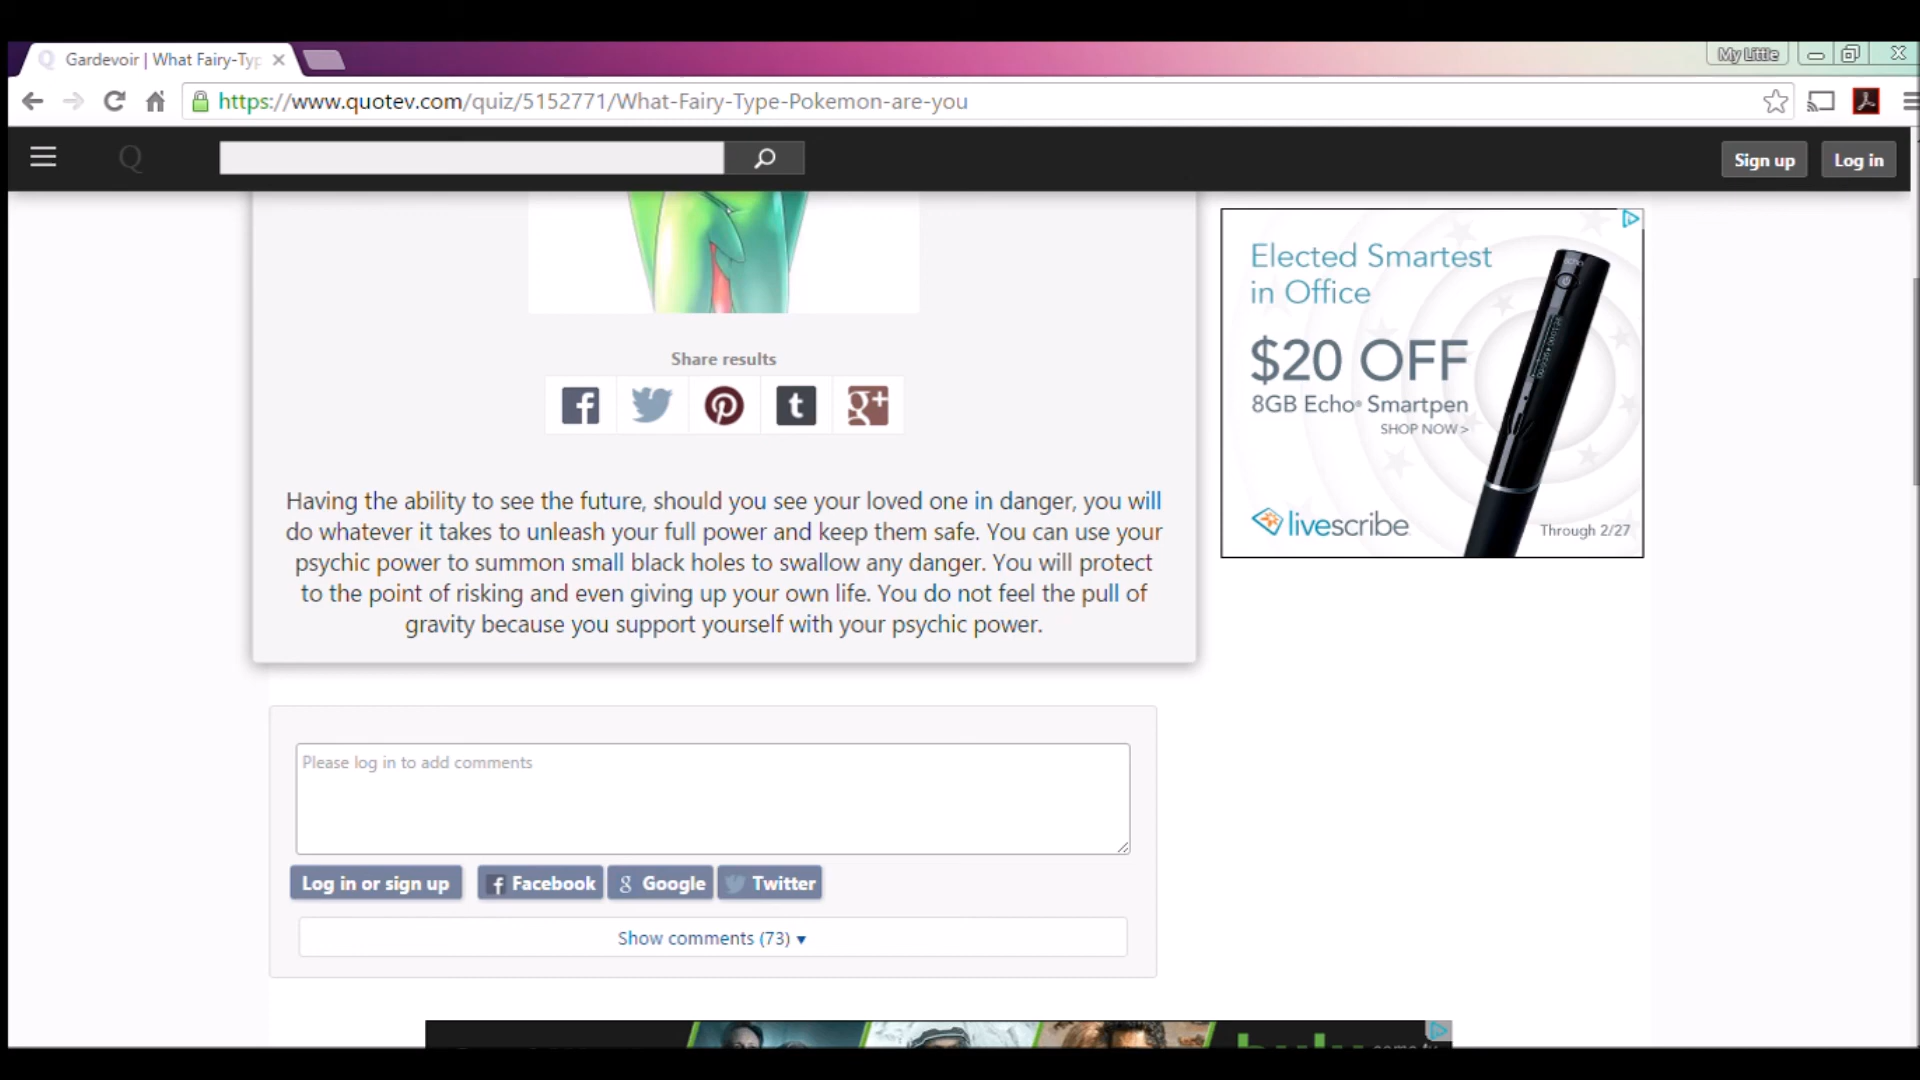 Gardevoir | What Fairy-Typ
My Little
https://www.quotev.com/quiz/5152771/What-Fairy-Type-Pokemon-are-you
Q
Sign up
Log in
Elected Smartest
in Office
$20 OFF
8GB Echo® Smartpen
SHOP NOW >
livescribe
Through 2/27
Share results
Having the ability to see the future, should you see your loved one in danger, you will
do whatever it takes to unleash your full power and keep them safe. You can use your
psychic power to summon small black holes to swallow any danger. You will protect
to the point of risking and even giving up your own life. You do not feel the pull of
gravity because you support yourself with your psychic power.
Please log in to add comments
Log in or sign up
Facebook
Google
Twitter
Show comments (73) ▾
hulu